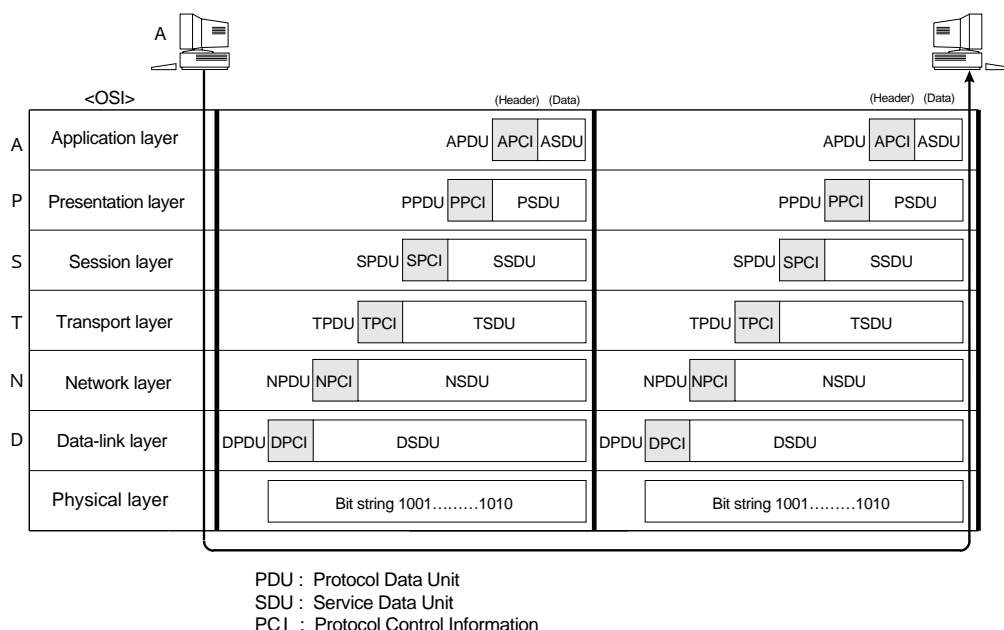 A
<OSI>
(Header) (Data)
(Header) (Data)
A Application layer APDU APCI ASDU APDU APCI ASDU
P Presentation layer PPDU PPCI PSDU PPDU PPCI PSDU
S Session layer SPDU SPCI SSDU SPDU SPCI SSDU
T Transport layer TPDU TPCI TSDU TPDU TPCI TSDU
N Network layer NPDU NPCI NSDU NPDU NPCI NSDU
D Data-link layer DPDU DPCI DSDU DPDU DPCI DSDU
Physical layer Bit string 1001………1010 Bit string 1001………1010
PDU : Protocol Data Unit
SDU : Service Data Unit
PCI : Protocol Control Information